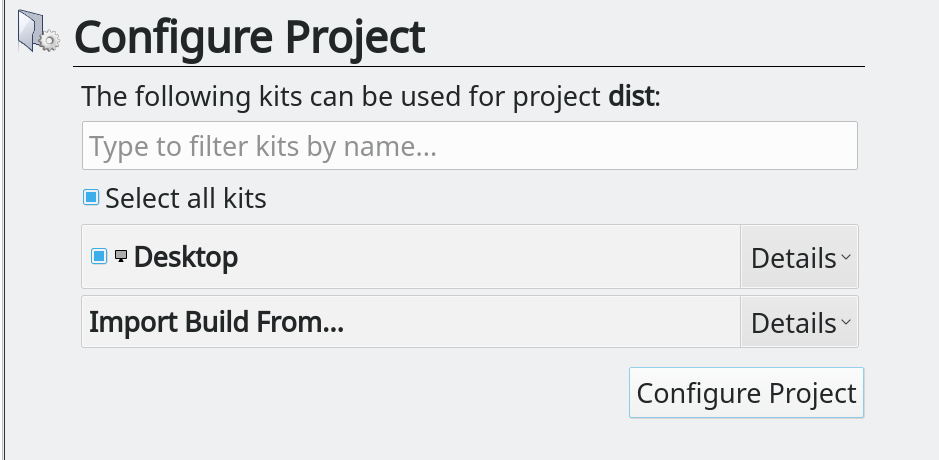 Configure Project
The following kits can be used for project dist:
Type to filter kits by name...
Select all kits
Desktop
Details
Import Build From...
Details
Configure Project